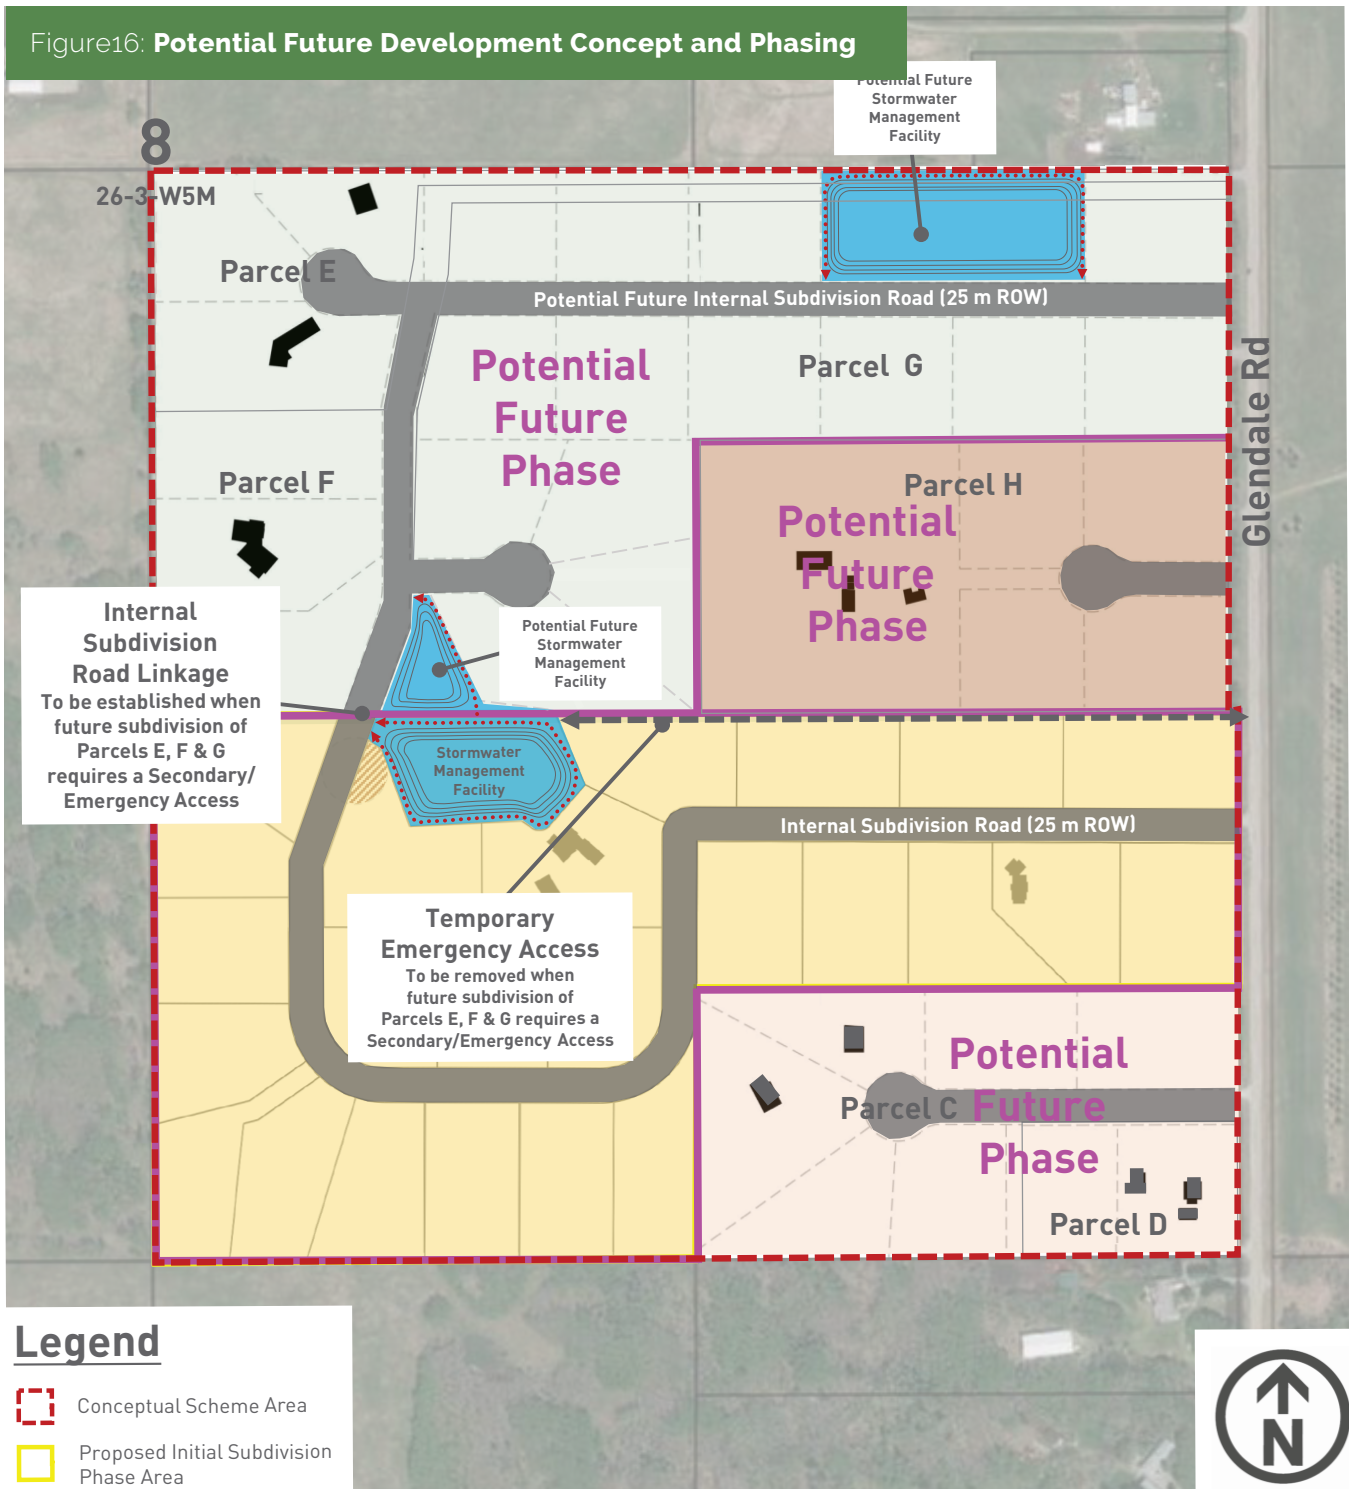 Figure16: Potential Future Development Concept and Phasing
Potential Future
Stormwater
Management
Facility
8
26-3-W5M
Parcel E
Potential Future Internal Subdivision Road (25 m ROW)
Potential
Future
Phase
Parcel G
Glendale Rd
Parcel F
Parcel H
Potential
Future
Phase
Internal
Subdivision
Road Linkage
To be established when
future subdivision of
Parcels E, F & G
requires a Secondary/
Emergency Access
Potential Future
Stormwater
Management
Facility
Stormwater
Management
Facility
Internal Subdivision Road (25 m ROW)
Temporary
Emergency Access
To be removed when
future subdivision of
Parcels E, F & G requires a
Secondary/Emergency Access
Potential
Future
Phase
Parcel C
Parcel D
Legend
Conceptual Scheme Area
Proposed Initial Subdivision
Phase Area
N